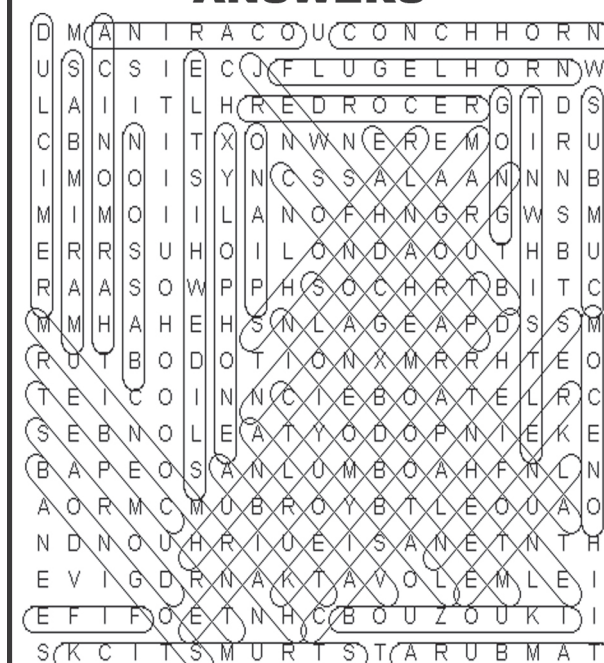 ANSWERS
D M A N I R A C O U C O N C H H O R N
U S C S I E C J F L U G E L H O R N W
L A I I T L H R E D R O C E R G T D S
C B N N I T X O N W N E R E M O I R U
I M O O I S Y N C S S A L A A N N N B
M I M O I I L A N O F H N G R G W S M
E R R S U H O I L O N D A O U T H B U
R A A S O W P P H S O C H R T B I T C
M M H A H E H S N L A G E A P D S S M
R U T B O D O T I O N X M R R H T E O
T E I C O I N N C I E B O A T E L R C
S E B N O L E A T Y O D O P N I E K E
B A P E O S A N L U M B O A H F N L N
A O R M C M U B R O Y B T L E O U A O
N D N O U H R I U E I S A N E T N T H
E V I G D R N A K T A V O L E M L E I
E F I F O E T N H C B O U Z O U K I I
S K C I T S M U R T S T A R U B M A T